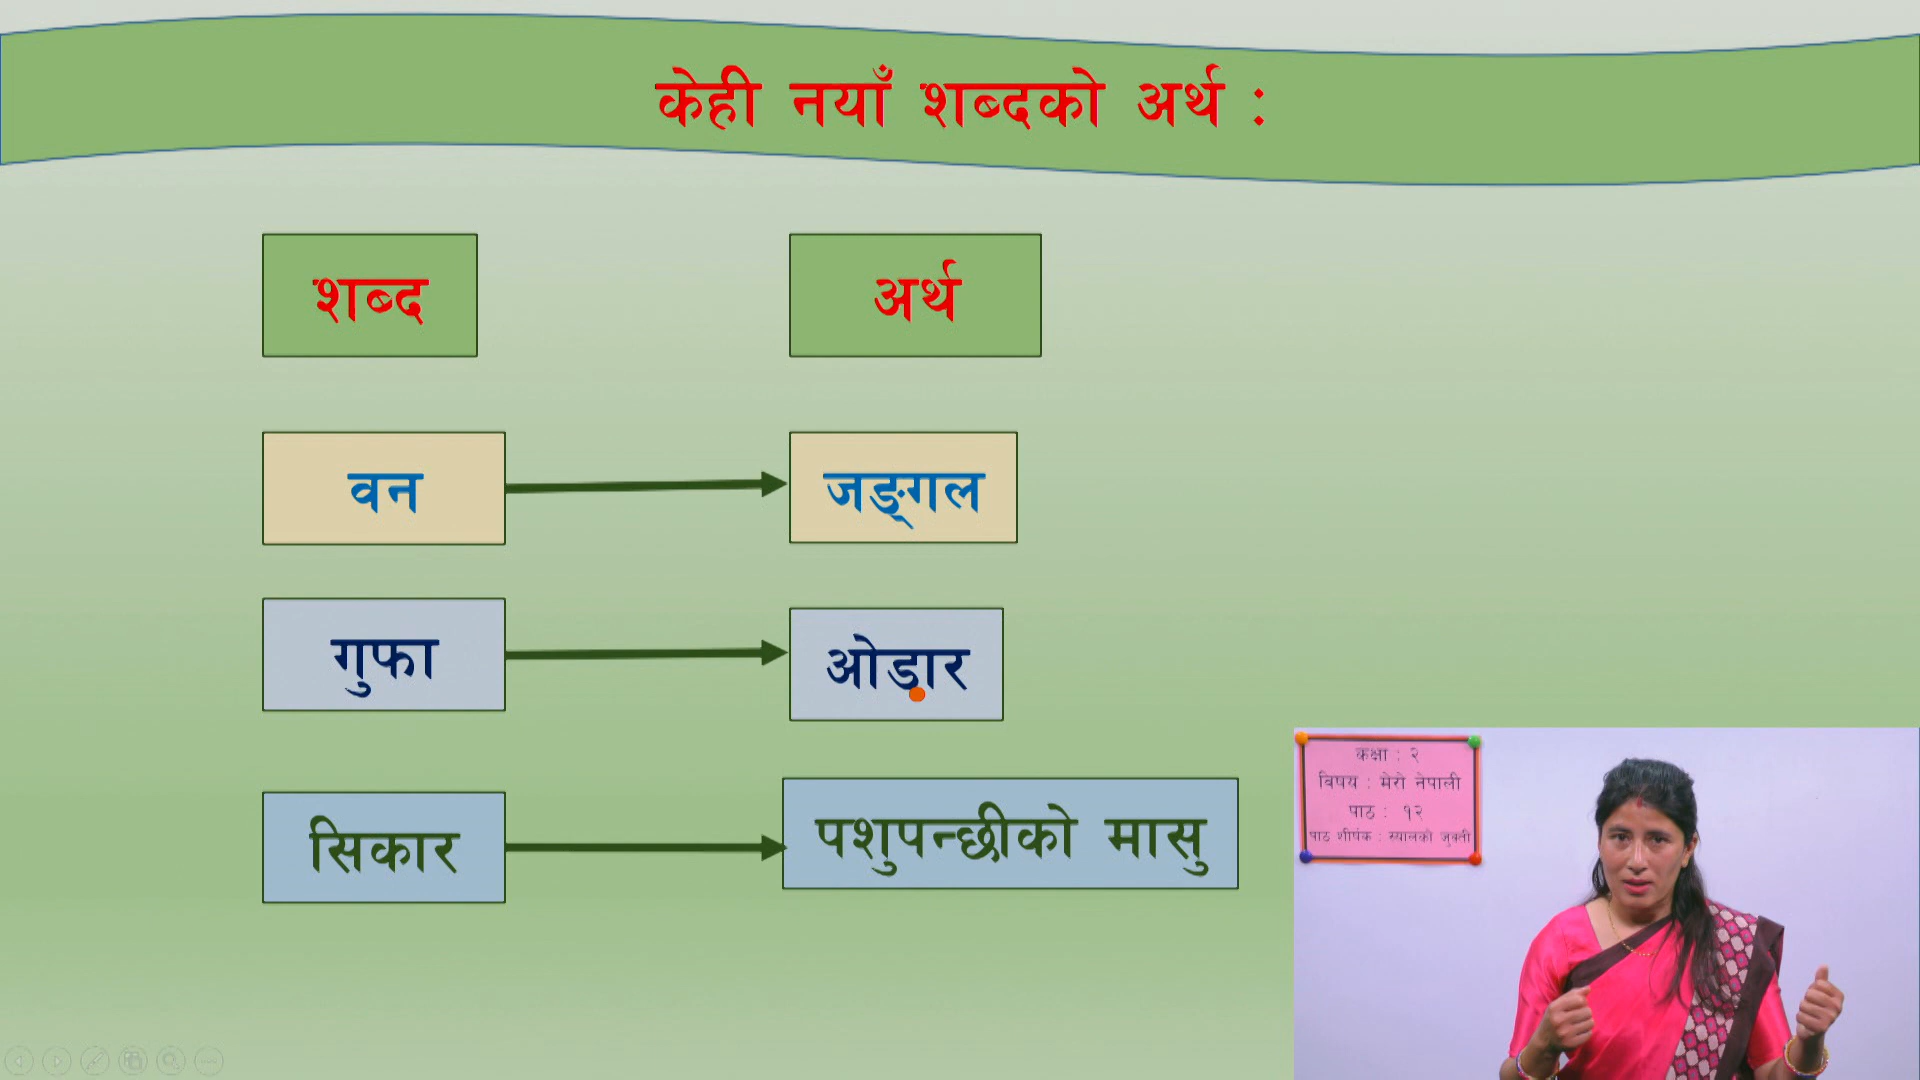 केही नयाँ शब्दको अर्थ :
शब्द
अर्थ
वन
जङ्गल
गुफा
ओडार
सिकार
पशुपन्छीको मासु
कक्षा : २
विषय : मेरो नेपाली
पाठ : १२
पाठ शीर्षक : स्यालको जुक्ती